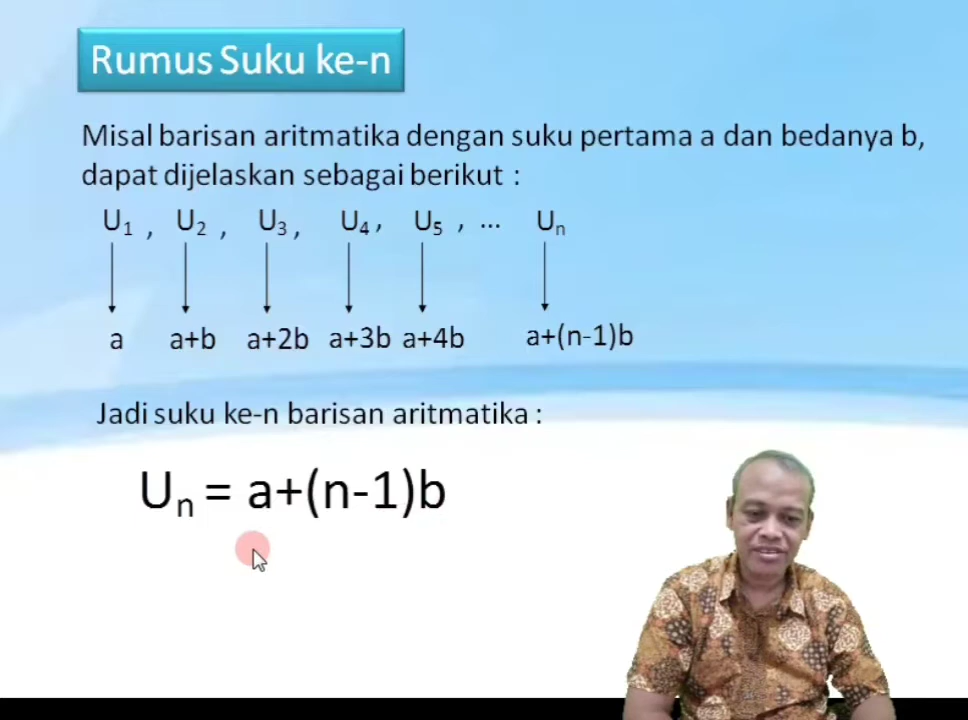 Rumus Suku ke-n
Misal barisan aritmatika dengan suku pertama a dan bedanya b,
dapat dijelaskan sebagai berikut :
U₁ , U₂ , U₃ , U₄ , U₅ , ... Uₙ
a a+b a+2b a+3b a+4b a+(n-1)b
Jadi suku ke-n barisan aritmatika :
Uₙ = a+(n-1)b